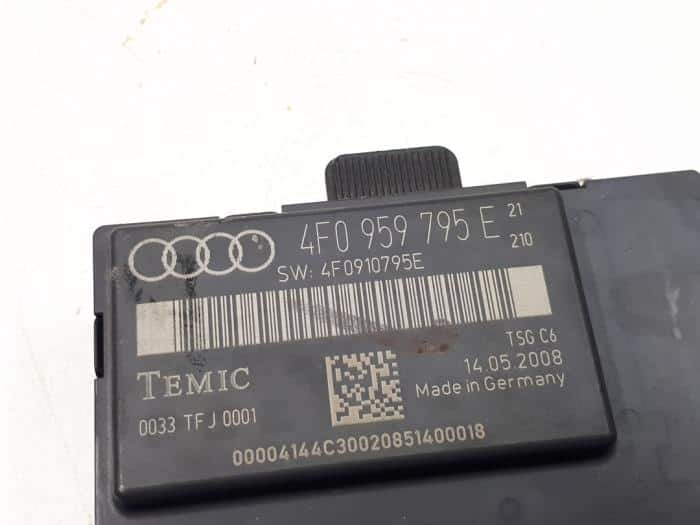 4F0 959 795 E 21
210
SW: 4F0910795E
TSG C6
14.05.2008
TEMIC
Made in Germany
0033 TFJ 0001
00004144C30020851400018